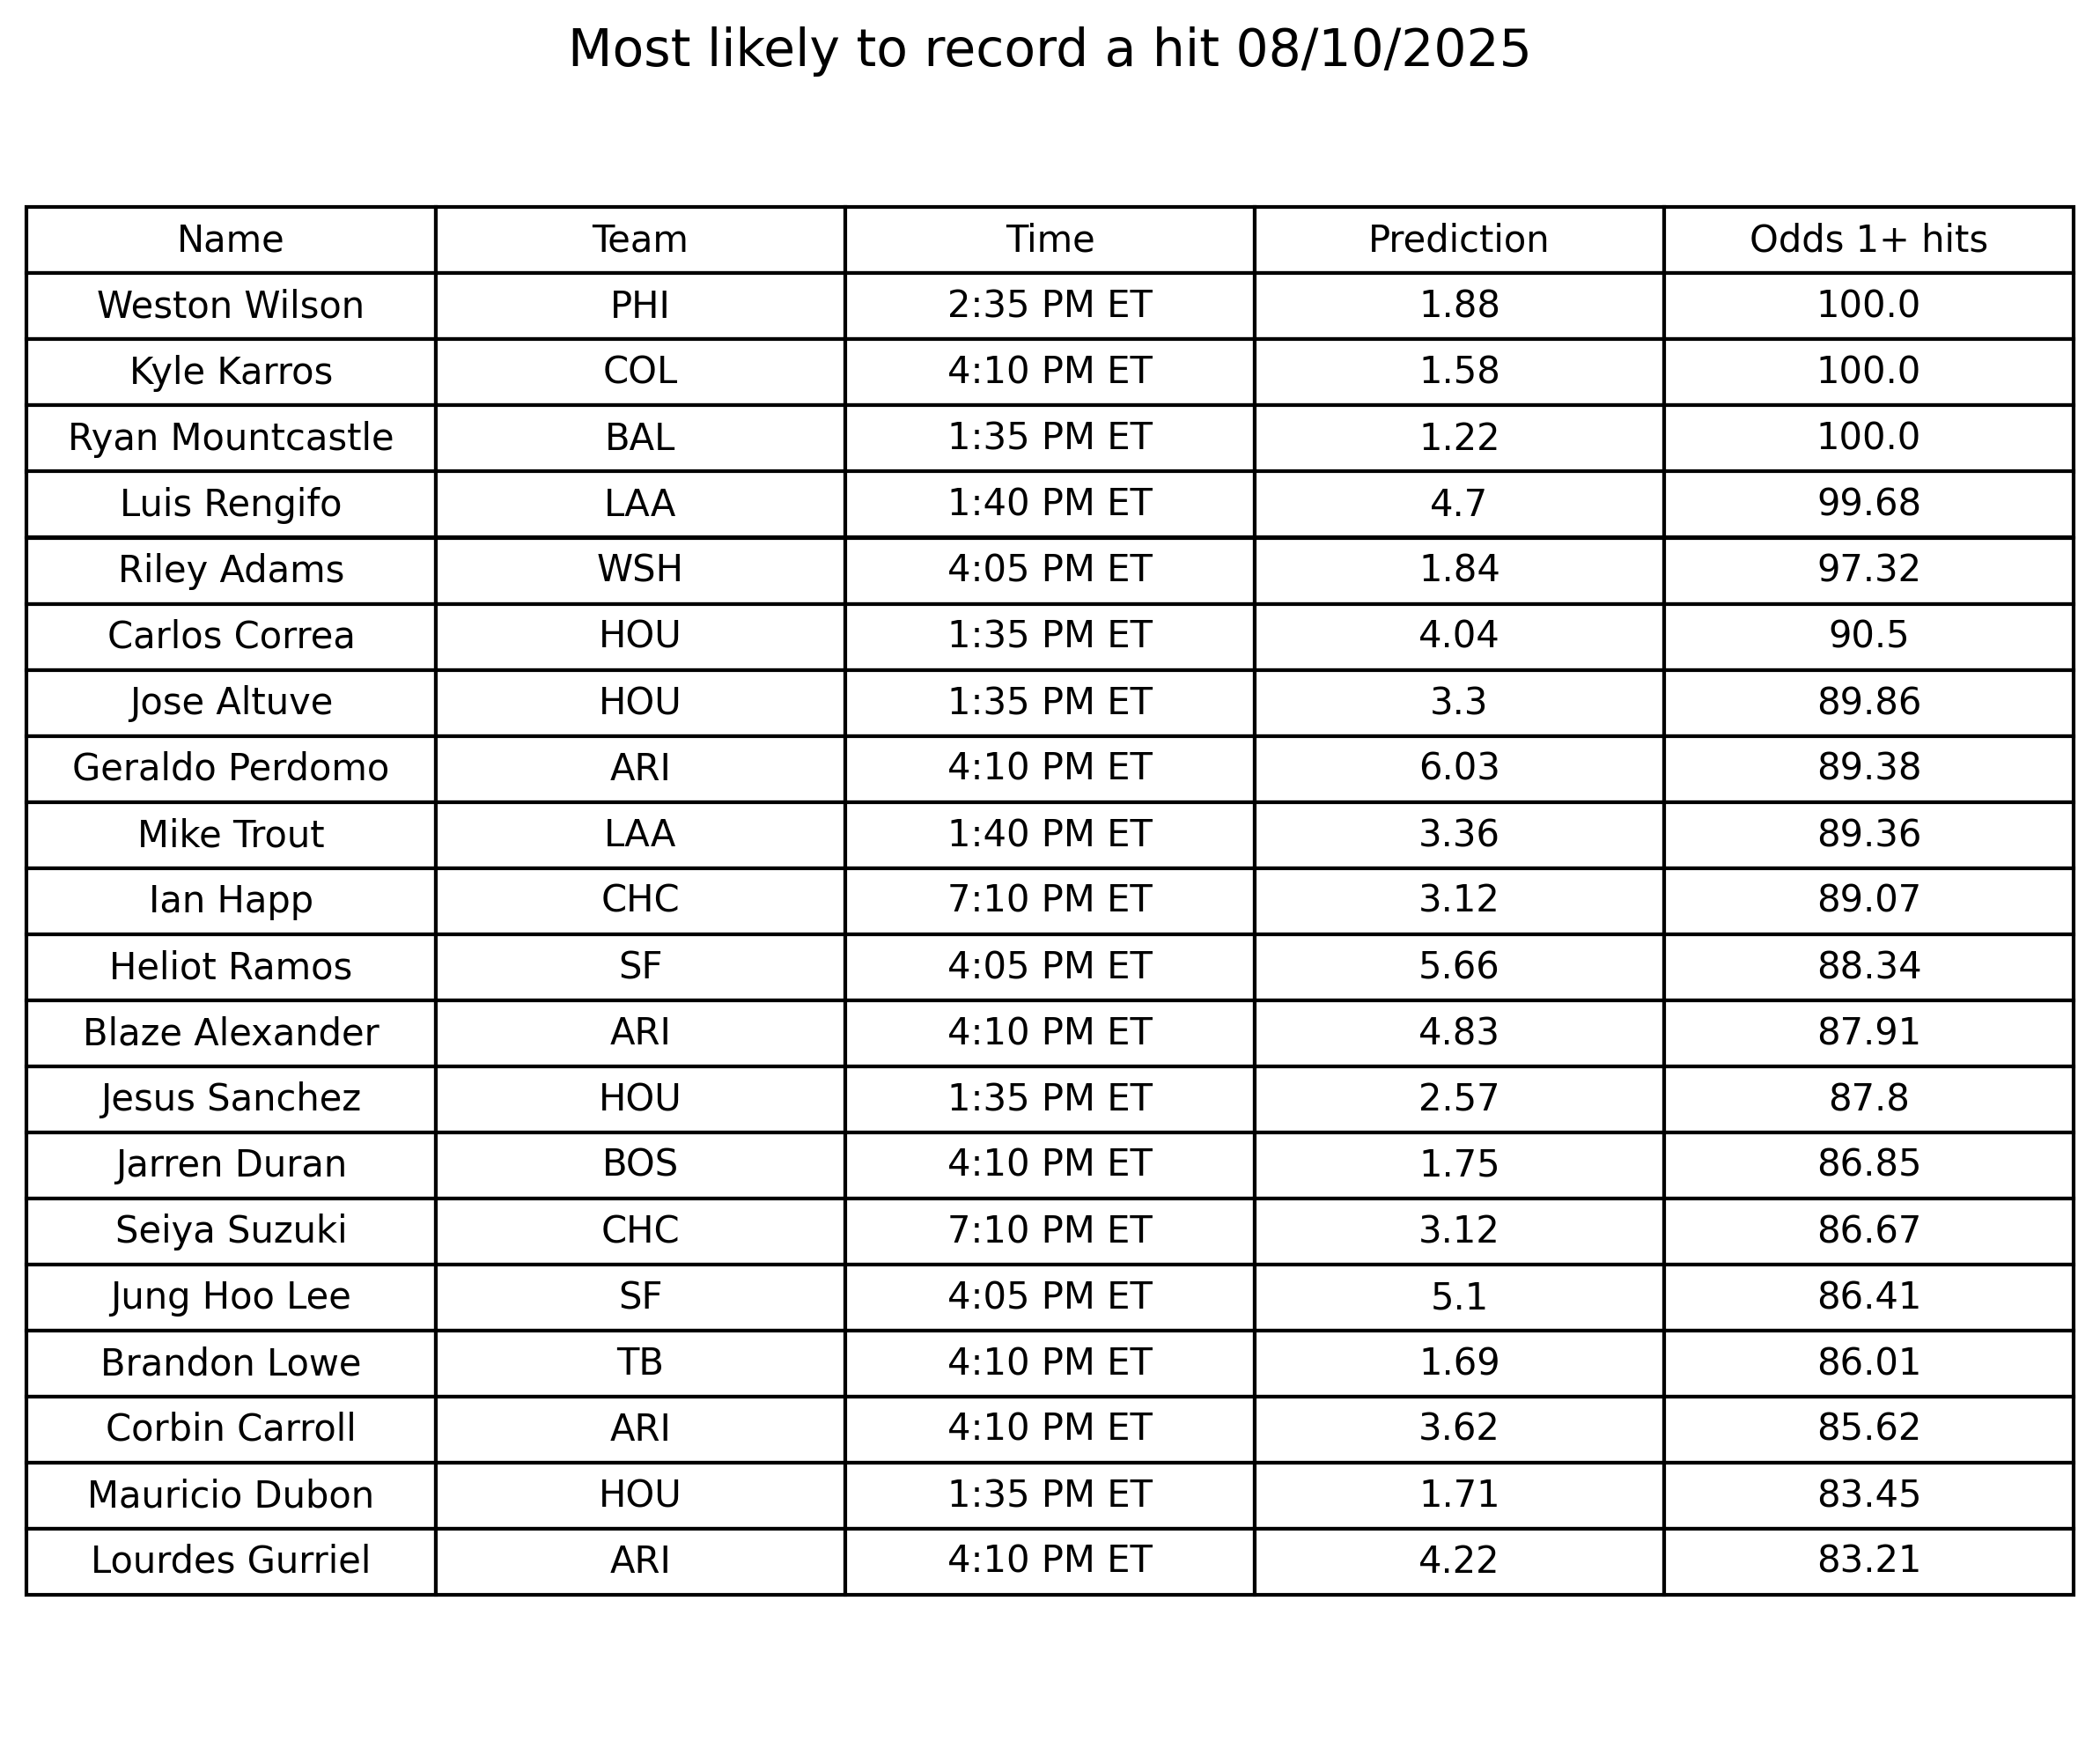 Most likely to record a hit 08/10/2025
Name Team Time Prediction Odds 1+ hits
Weston Wilson PHI 2:35 PM ET 1.88 100.0
Kyle Karros COL 4:10 PM ET 1.58 100.0
Ryan Mountcastle BAL 1:35 PM ET 1.22 100.0
Luis Rengifo LAA 1:40 PM ET 4.7 99.68
Riley Adams WSH 4:05 PM ET 1.84 97.32
Carlos Correa HOU 1:35 PM ET 4.04 90.5
Jose Altuve HOU 1:35 PM ET 3.3 89.86
Geraldo Perdomo ARI 4:10 PM ET 6.03 89.38
Mike Trout LAA 1:40 PM ET 3.36 89.36
Ian Happ CHC 7:10 PM ET 3.12 89.07
Heliot Ramos SF 4:05 PM ET 5.66 88.34
Blaze Alexander ARI 4:10 PM ET 4.83 87.91
Jesus Sanchez HOU 1:35 PM ET 2.57 87.8
Jarren Duran BOS 4:10 PM ET 1.75 86.85
Seiya Suzuki CHC 7:10 PM ET 3.12 86.67
Jung Hoo Lee SF 4:05 PM ET 5.1 86.41
Brandon Lowe TB 4:10 PM ET 1.69 86.01
Corbin Carroll ARI 4:10 PM ET 3.62 85.62
Mauricio Dubon HOU 1:35 PM ET 1.71 83.45
Lourdes Gurriel ARI 4:10 PM ET 4.22 83.21